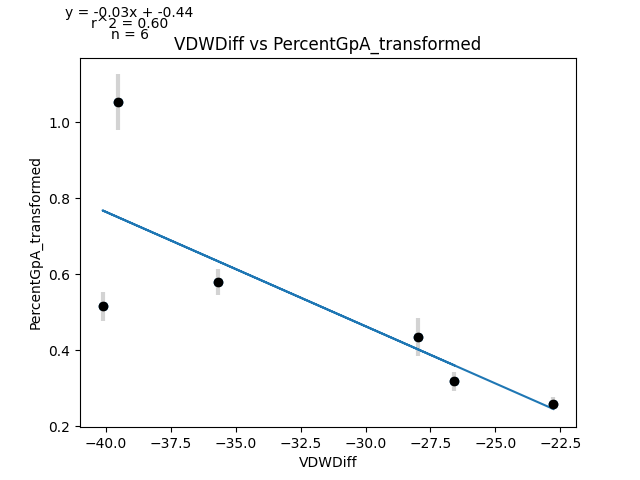 y = -0.03x + -0.44
r^2 = 0.60
n = 6
VDWDiff vs PercentGpA_transformed
PercentGpA_transformed
1.0
0.8
0.6
0.4
0.2
−40.0 −37.5 −35.0 −32.5 −30.0 −27.5 −25.0 −22.5
VDWDiff